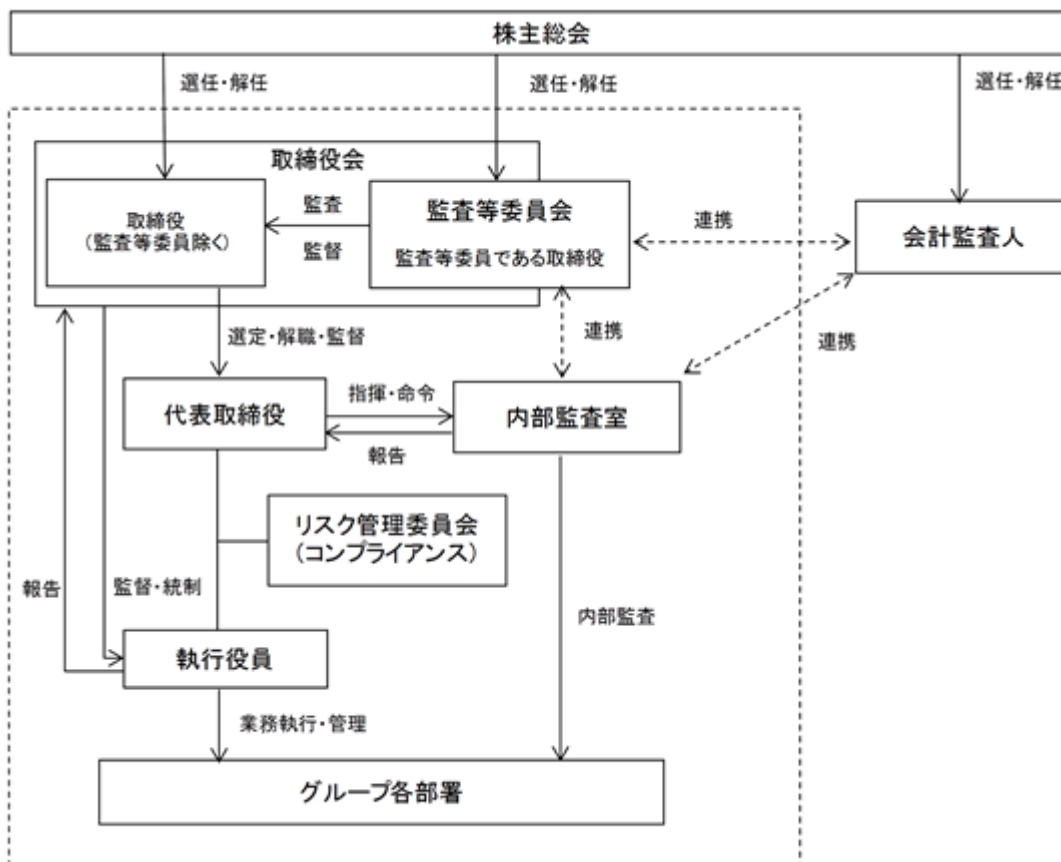 株主総会
選任・解任
選任・解任
選任・解任
取締役会
取締役
（監査等委員除く）
監査
監督
監査等委員会
監査等委員である取締役
連携
会計監査人
選定・解職・監督
連携
連携
代表取締役
指揮・命令
報告
内部監査室
リスク管理委員会
（コンプライアンス）
報告
監督・統制
内部監査
執行役員
業務執行・管理
グループ各部署